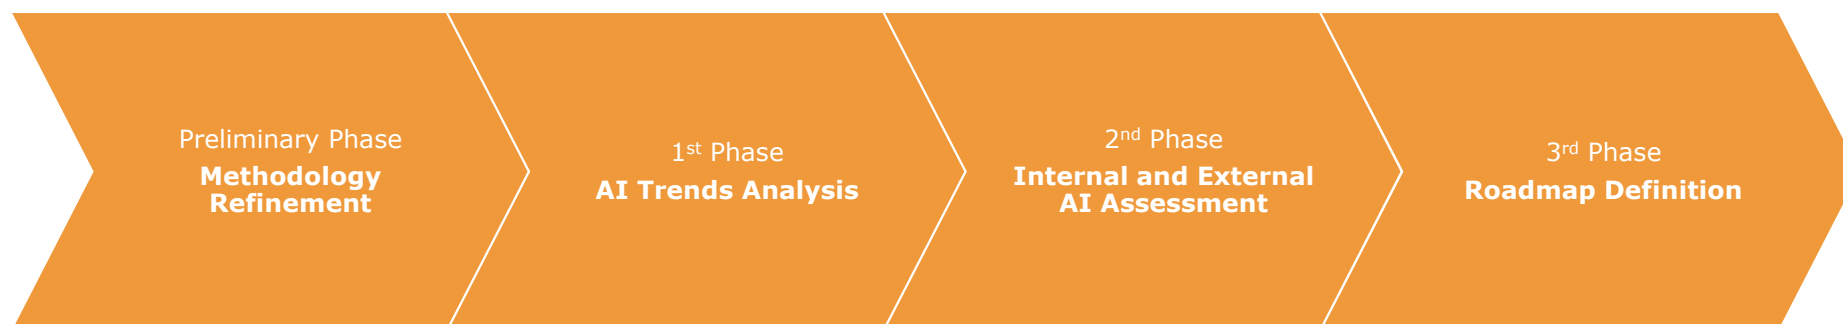 Preliminary Phase
Methodology
Refinement
1st Phase
AI Trends Analysis
2nd Phase
Internal and External
AI Assessment
3rd Phase
Roadmap Definition